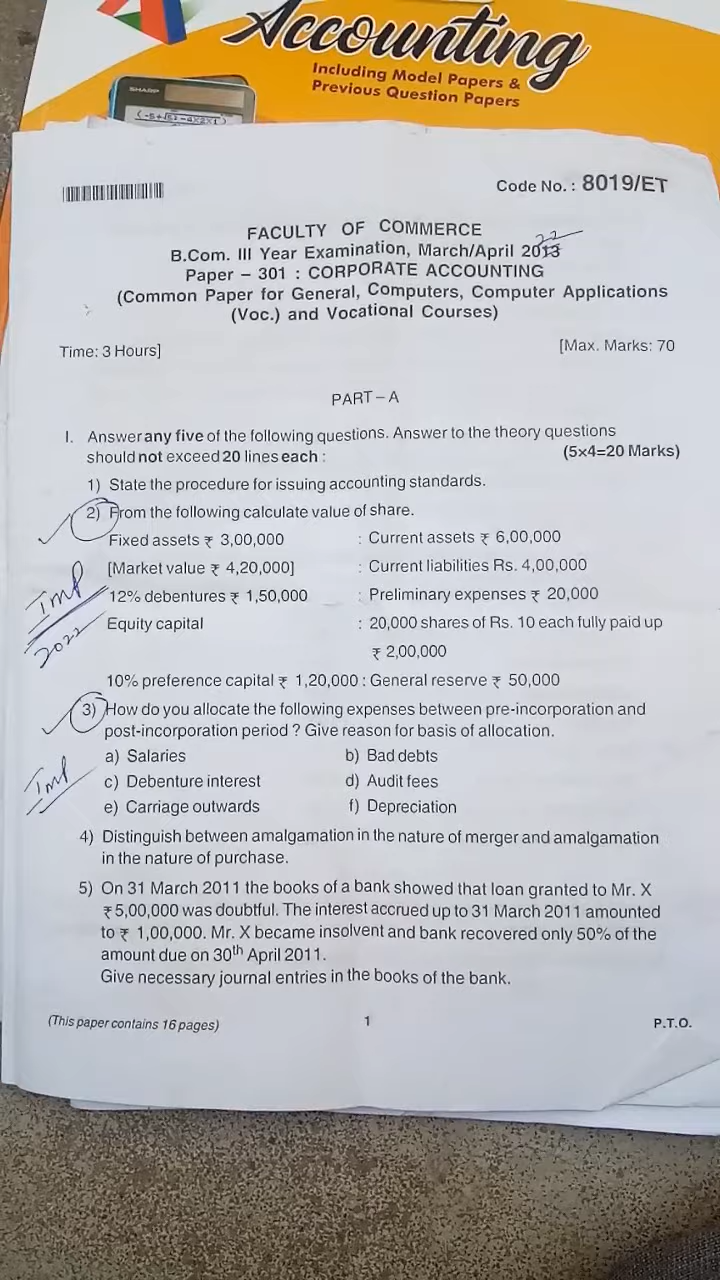 Accounting
Including Model Papers &
Previous Question Papers
SHARP
Code No. : 8019/ET
FACULTY OF COMMERCE
22
B.Com. III Year Examination, March/April 2013
Paper – 301 : CORPORATE ACCOUNTING
(Common Paper for General, Computers, Computer Applications
(Voc.) and Vocational Courses)
Time: 3 Hours] [Max. Marks: 70
PART – A
I. Answer any five of the following questions. Answer to the theory questions
should not exceed 20 lines each : (5×4=20 Marks)
1) State the procedure for issuing accounting standards.
2) From the following calculate value of share.
Fixed assets ₹ 3,00,000 : Current assets ₹ 6,00,000
[Market value ₹ 4,20,000] : Current liabilities Rs. 4,00,000
Imp 12% debentures ₹ 1,50,000 : Preliminary expenses ₹ 20,000
2022 Equity capital : 20,000 shares of Rs. 10 each fully paid up
₹ 2,00,000
10% preference capital ₹ 1,20,000 : General reserve ₹ 50,000
3) How do you allocate the following expenses between pre-incorporation and
post-incorporation period ? Give reason for basis of allocation.
Imp a) Salaries b) Bad debts
c) Debenture interest d) Audit fees
e) Carriage outwards f) Depreciation
4) Distinguish between amalgamation in the nature of merger and amalgamation
in the nature of purchase.
5) On 31 March 2011 the books of a bank showed that loan granted to Mr. X
₹ 5,00,000 was doubtful. The interest accrued up to 31 March 2011 amounted
to ₹ 1,00,000. Mr. X became insolvent and bank recovered only 50% of the
amount due on 30th April 2011.
Give necessary journal entries in the books of the bank.
(This paper contains 16 pages) 1 P.T.O.